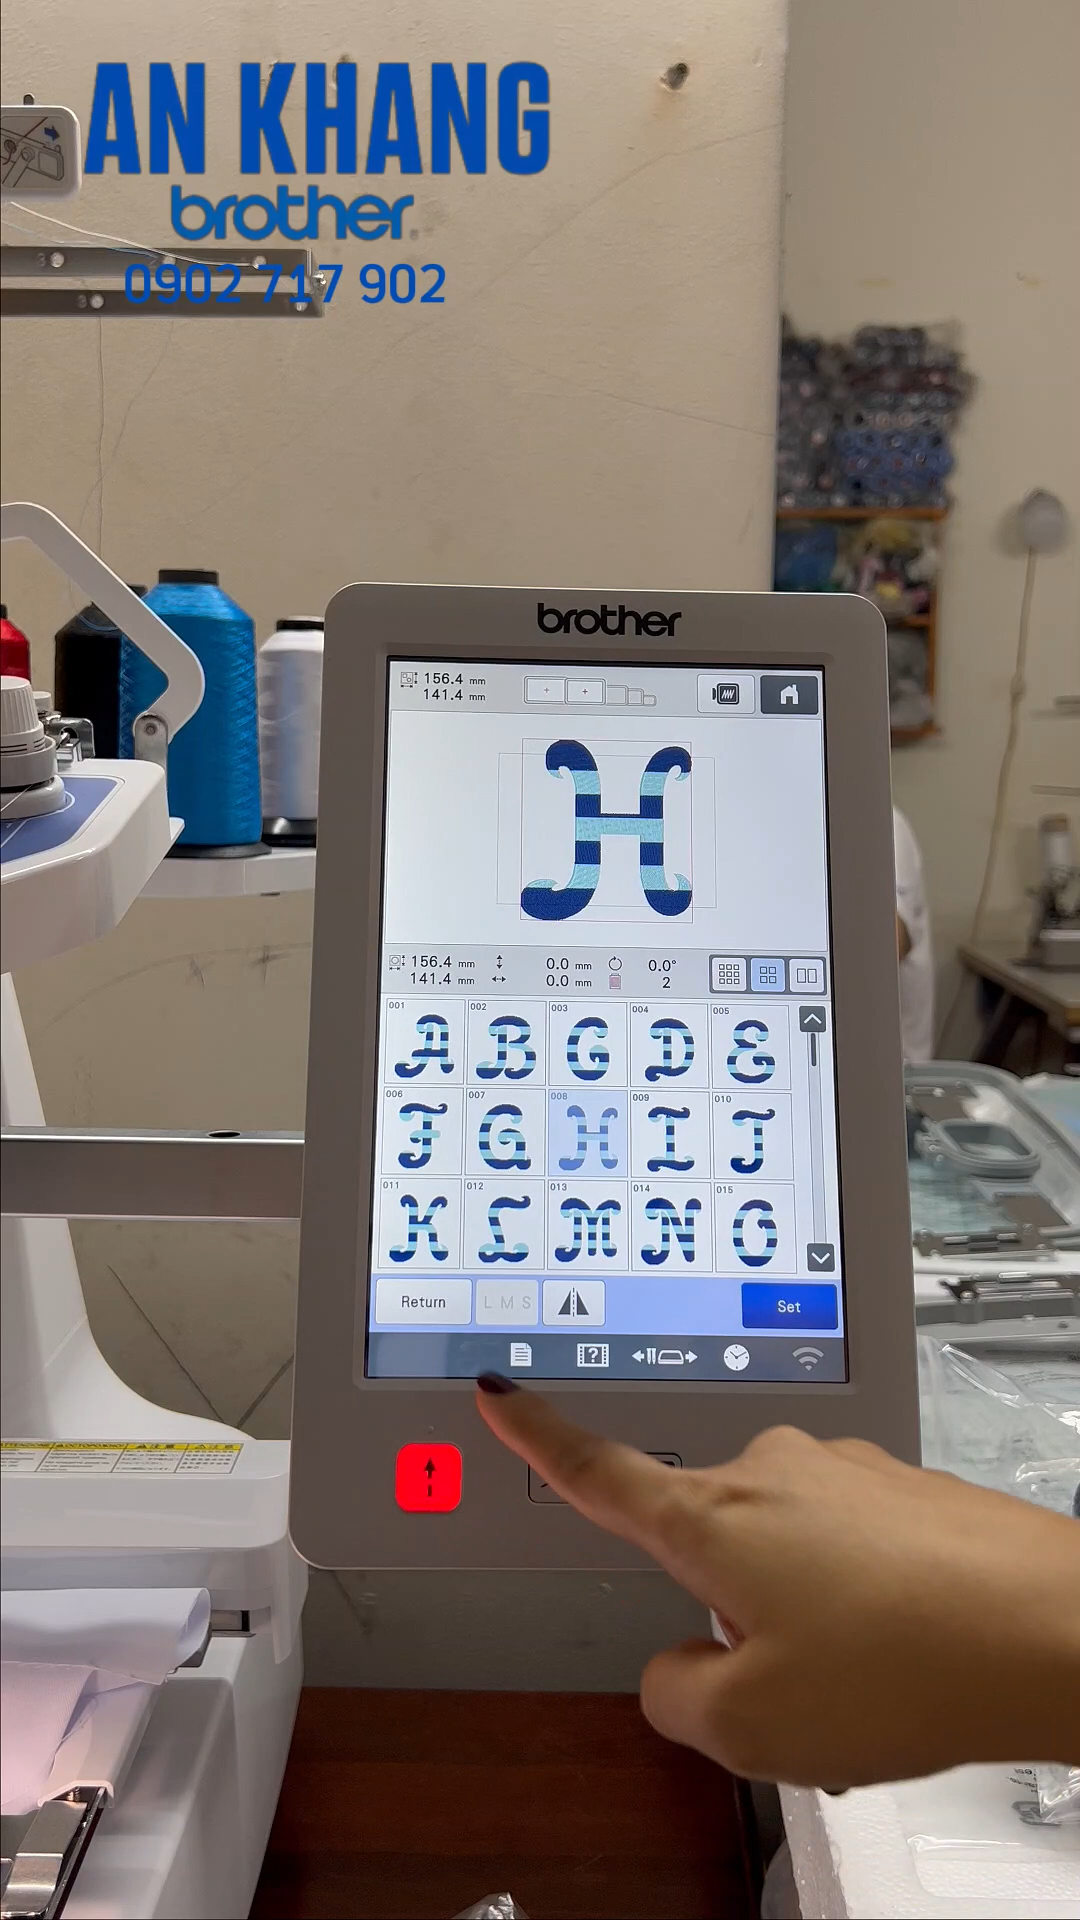 AN KHANG
brother
0902 717 902
brother
156.4 mm
141.4 mm
156.4 mm
141.4 mm
0.0 mm
0.0 mm
0.0°
2
001 002 003 004 005
A B C D E
006 007 008 009 010
F G H I J
011 012 013 014 015
K L M N O
Return
L M S
Set